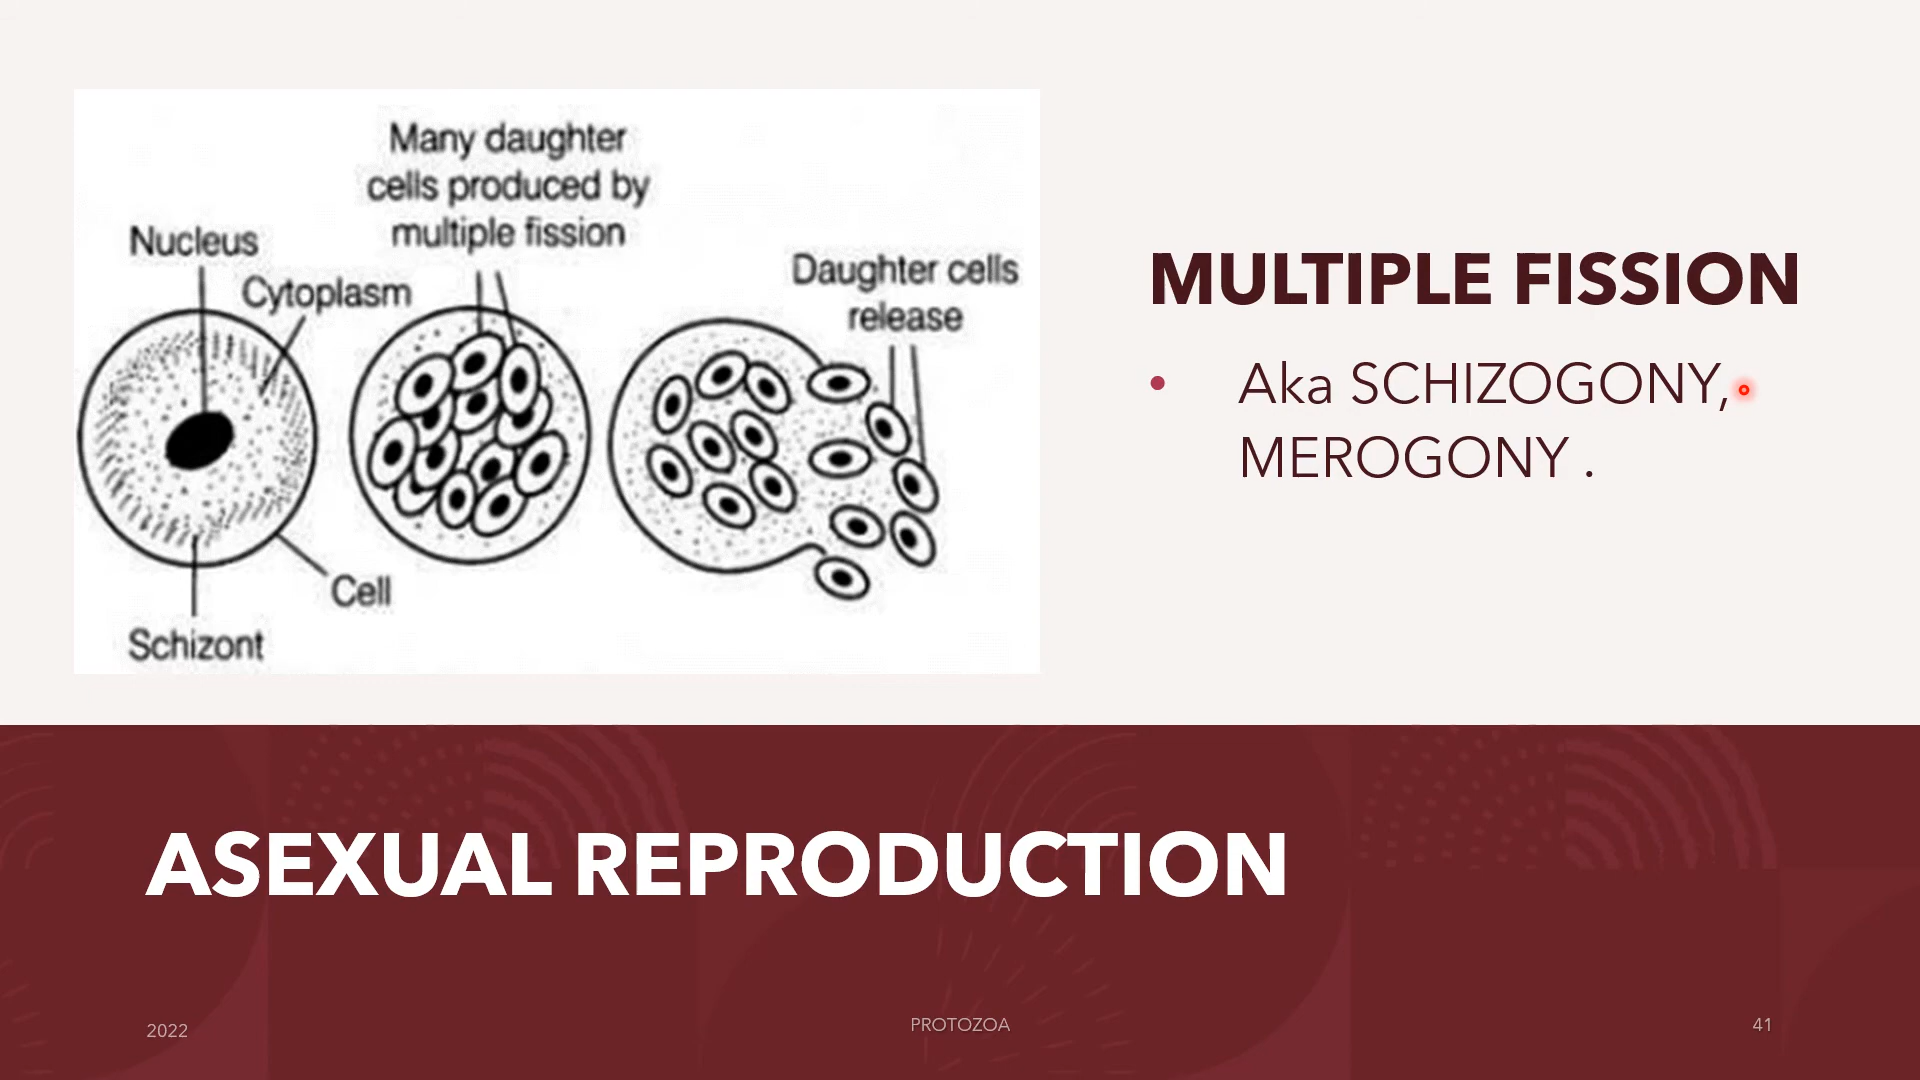 Many daughter
cells produced by
multiple fission
Nucleus
Cytoplasm
Daughter cells
release
Cell
Schizont
MULTIPLE FISSION
• Aka SCHIZOGONY,
MEROGONY .
ASEXUAL REPRODUCTION
2022
PROTOZOA
41